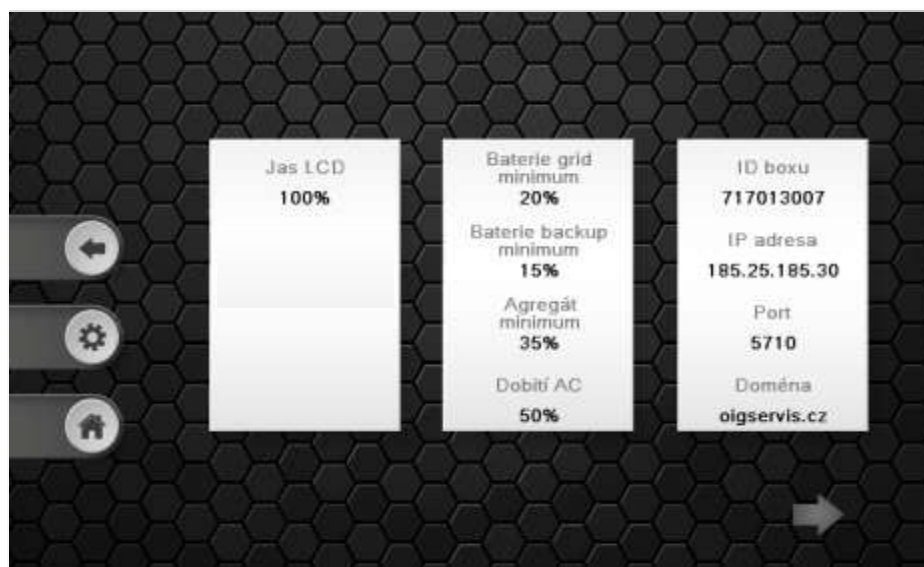 Jas LCD
100%
Baterie grid
minimum
20%
Baterie backup
minimum
15%
Agregát
minimum
35%
Dobití AC
50%
ID boxu
717013007
IP adresa
185.25.185.30
Port
5710
Doména
oigservis.cz